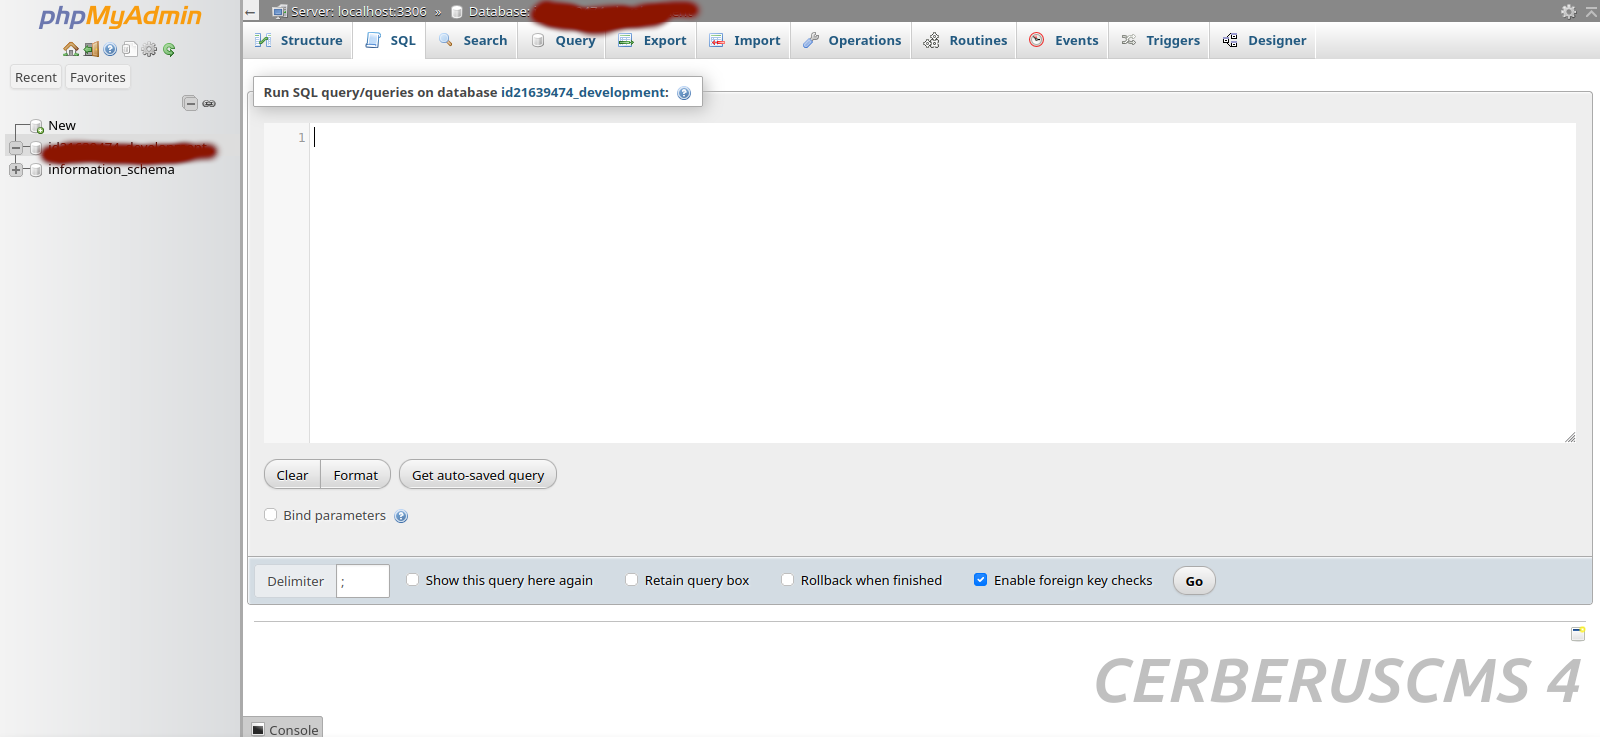 phpMyAdmin
Recent Favorites
New
information_schema
Server: localhost:3306 » Database:
Structure SQL Search Query Export Import Operations Routines Events Triggers Designer
Run SQL query/queries on database id21639474_development:
1
Clear Format Get auto-saved query
Bind parameters
Delimiter ; Show this query here again Retain query box Rollback when finished Enable foreign key checks Go
CERBERUSCMS 4
Console